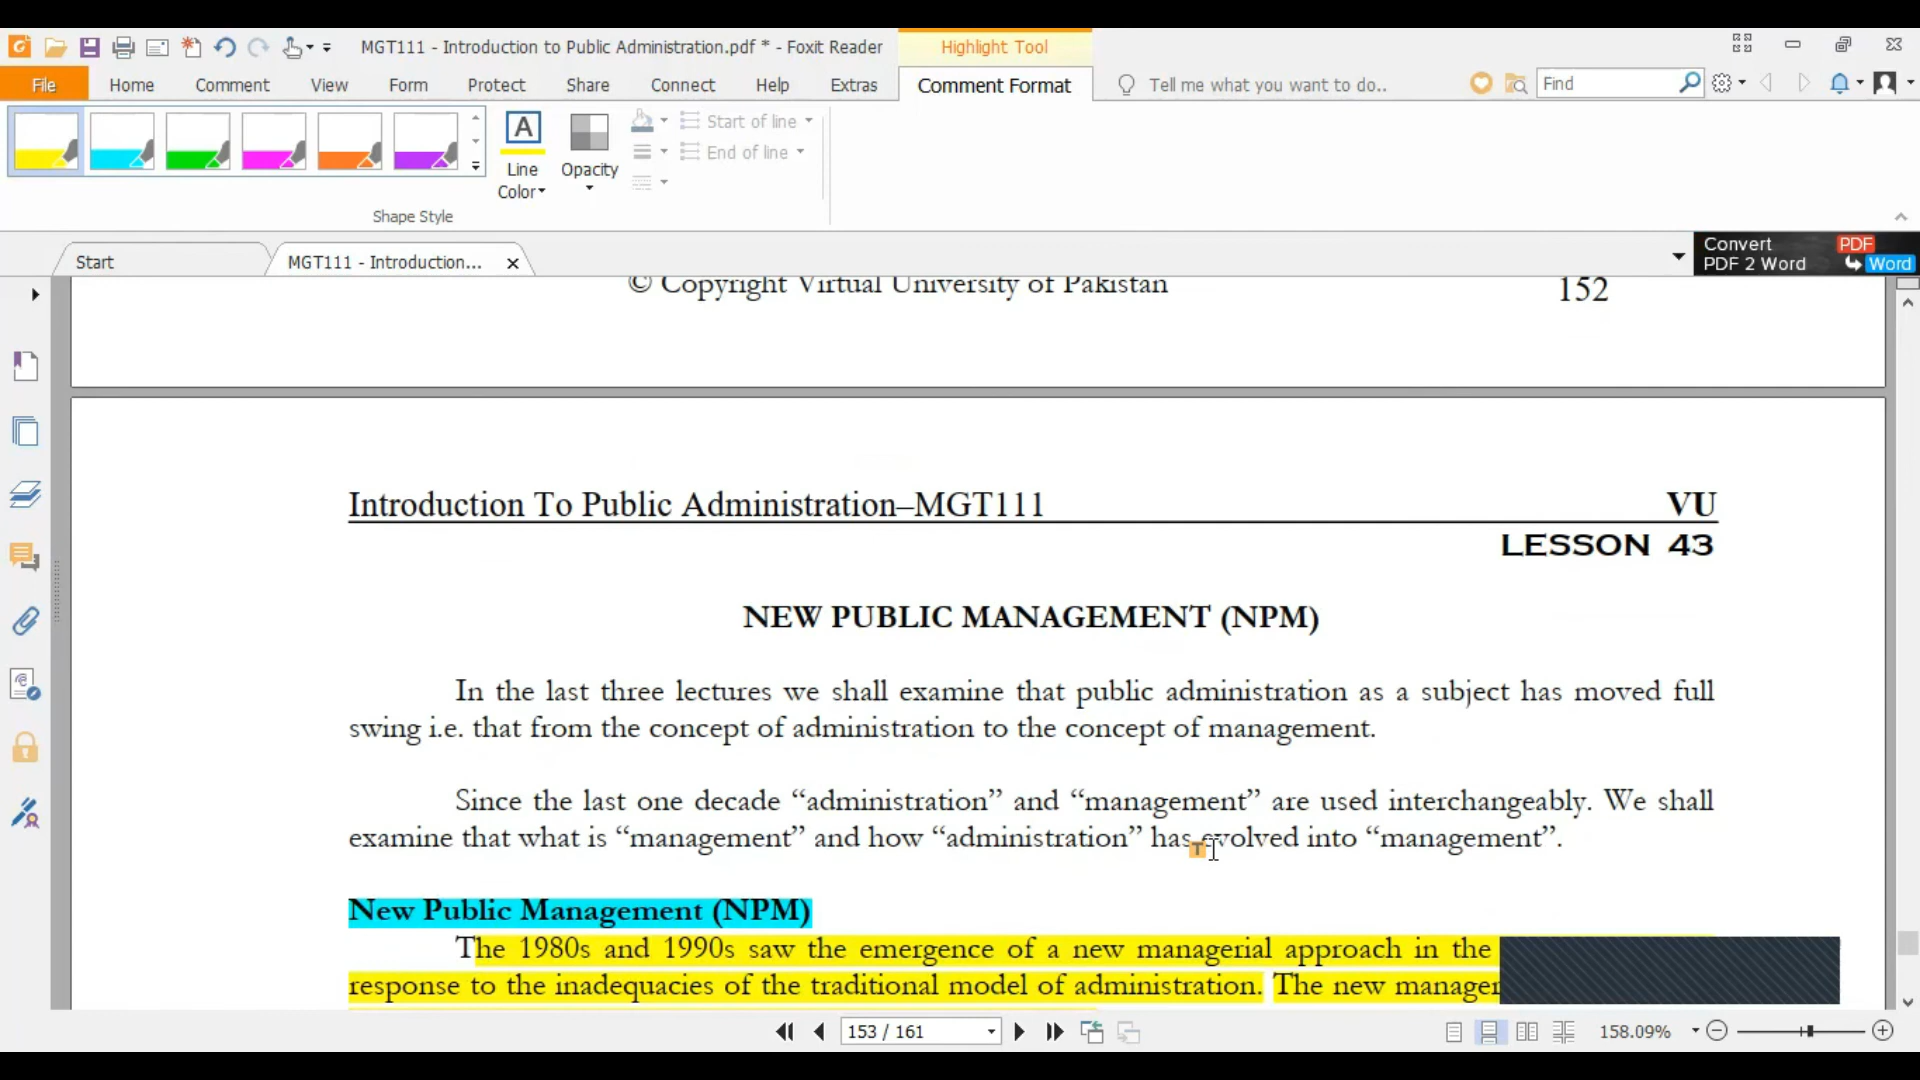 MGT111 - Introduction to Public Administration.pdf * - Foxit Reader
Highlight Tool
File Home Comment View Form Protect Share Connect Help Extras Comment Format Tell me what you want to do.. Find
Start of line
End of line
Line Color
Opacity
Shape Style
Start
MGT111 - Introduction...
Convert PDF
PDF 2 Word Word
© Copyright Virtual University of Pakistan 152
Introduction To Public Administration–MGT111 VU
LESSON 43
NEW PUBLIC MANAGEMENT (NPM)
In the last three lectures we shall examine that public administration as a subject has moved full
swing i.e. that from the concept of administration to the concept of management.
Since the last one decade “administration” and “management” are used interchangeably. We shall
examine that what is “management” and how “administration” has evolved into “management”.
New Public Management (NPM)
The 1980s and 1990s saw the emergence of a new managerial approach in the
response to the inadequacies of the traditional model of administration. The new manager
153 / 161
158.09%